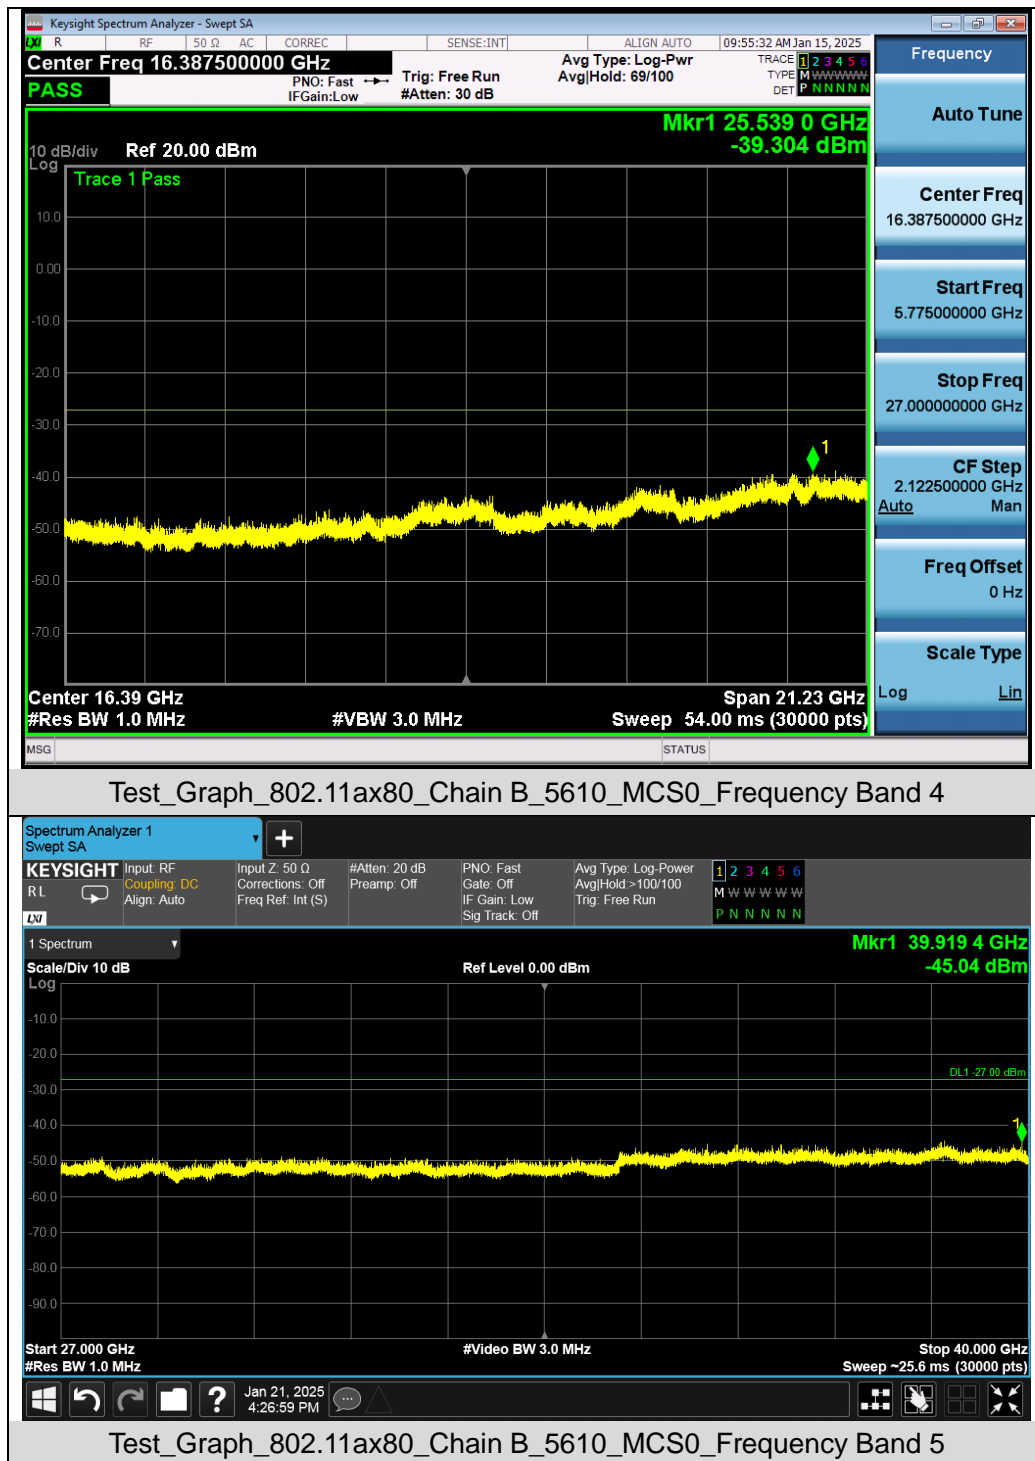 Keysight Spectrum Analyzer - Swept SA
LXI R RF 50 Ω AC CORREC SENSE:INT ALIGN AUTO 09:55:32 AM Jan 15, 2025
Center Freq 16.387500000 GHz
PNO: Fast
IFGain:Low
Trig: Free Run
#Atten: 30 dB
Avg Type: Log-Pwr
Avg|Hold: 69/100
TRACE 1 2 3 4 5 6
TYPE M WWWWW
DET P N N N N N
PASS
Mkr1 25.539 0 GHz
-39.304 dBm
10 dB/div Ref 20.00 dBm
Log
Trace 1 Pass
10.0
0.00
-10.0
-20.0
-30.0
-40.0
-50.0
-60.0
-70.0
1
Center 16.39 GHz Span 21.23 GHz
#Res BW 1.0 MHz #VBW 3.0 MHz Sweep 54.00 ms (30000 pts)
MSG STATUS
Frequency
Auto Tune
Center Freq
16.387500000 GHz
Start Freq
5.775000000 GHz
Stop Freq
27.000000000 GHz
CF Step
2.122500000 GHz
Auto Man
Freq Offset
0 Hz
Scale Type
Log Lin
Test_Graph_802.11ax80_Chain B_5610_MCS0_Frequency Band 4
Spectrum Analyzer 1
Swept SA
KEYSIGHT
RL
LXI
Input: RF
Coupling: DC
Align: Auto
Input Z: 50 Ω
Corrections: Off
Freq Ref: Int (S)
#Atten: 20 dB
Preamp: Off
PNO: Fast
Gate: Off
IF Gain: Low
Sig Track: Off
Avg Type: Log-Power
Avg|Hold:>100/100
Trig: Free Run
1 2 3 4 5 6
M W W W W W
P N N N N N
1 Spectrum
Mkr1 39.919 4 GHz
-45.04 dBm
Scale/Div 10 dB Ref Level 0.00 dBm
Log
-10.0
-20.0
DL1 -27.00 dBm
-30.0
-40.0
1
-50.0
-60.0
-70.0
-80.0
-90.0
Start 27.000 GHz #Video BW 3.0 MHz Stop 40.000 GHz
#Res BW 1.0 MHz Sweep ~25.6 ms (30000 pts)
?
Jan 21, 2025
4:26:59 PM
Test_Graph_802.11ax80_Chain B_5610_MCS0_Frequency Band 5